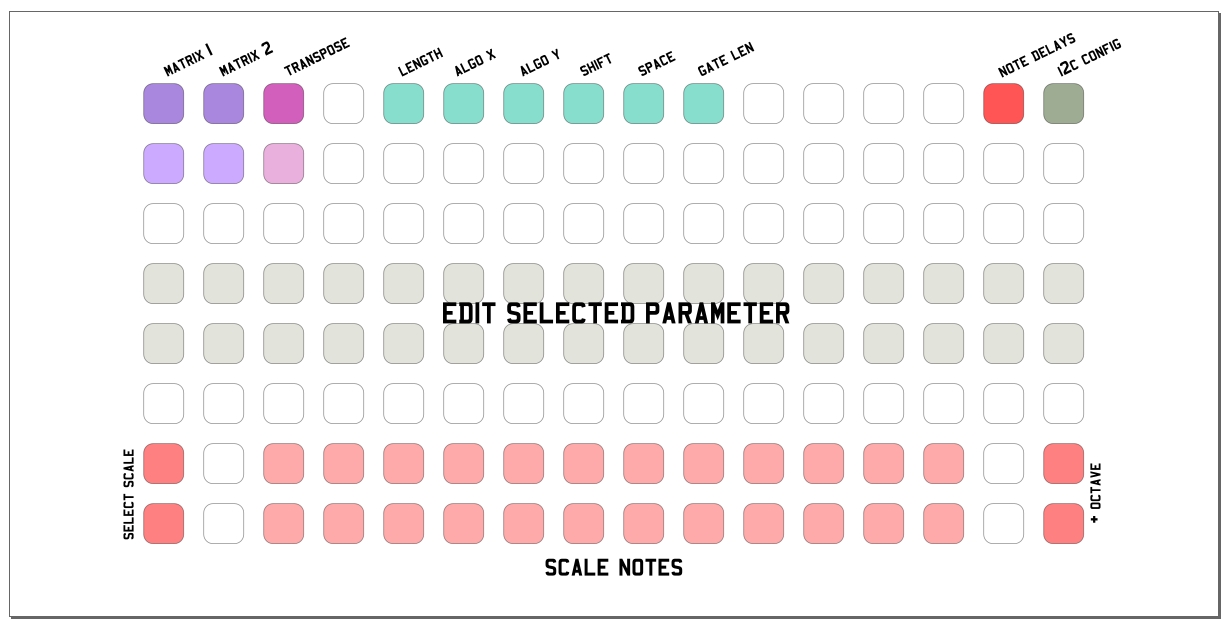 MATRIX 1
MATRIX 2
TRANSPOSE
LENGTH
ALGO X
ALGO Y
SHIFT
SPACE
GATE LEN
NOTE DELAYS
I2C CONFIG
EDIT SELECTED PARAMETER
SELECT SCALE
+ OCTAVE
SCALE NOTES